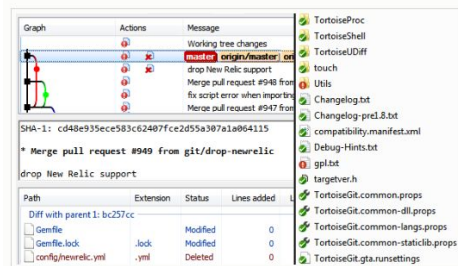 Graph Actions Message
Working tree changes
master origin/master ori
drop New Relic support
Merge pull request #948 from
fix script error when importing
Merge pull request #947 from
SHA-1: cd48e935ece583c62407fce2d55a307a1a064115
* Merge pull request #949 from git/drop-newrelic
drop New Relic support
Path Extension Status Lines added L
Diff with parent 1: bc257cc
Gemfile Modified 0
Gemfile.lock .lock Modified 0
config/newrelic.yml .yml Deleted 0
TortoiseProc
TortoiseShell
TortoiseUDiff
touch
Utils
Changelog.txt
Changelog-pre1.8.txt
compatibility.manifest.xml
Debug-Hints.txt
gpl.txt
targetver.h
TortoiseGit.common.props
TortoiseGit.common-dll.props
TortoiseGit.common-langs.props
TortoiseGit.common-staticlib.props
TortoiseGit.gta.runsettings